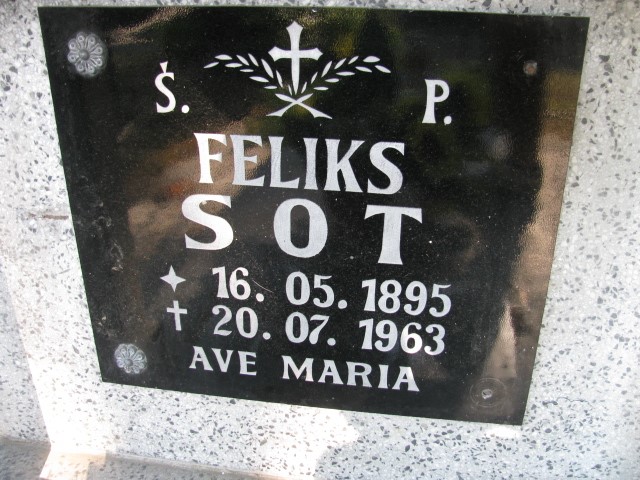 Ś. P.
FELIKS
SOT
16. 05. 1895
20. 07. 1963
AVE MARIA